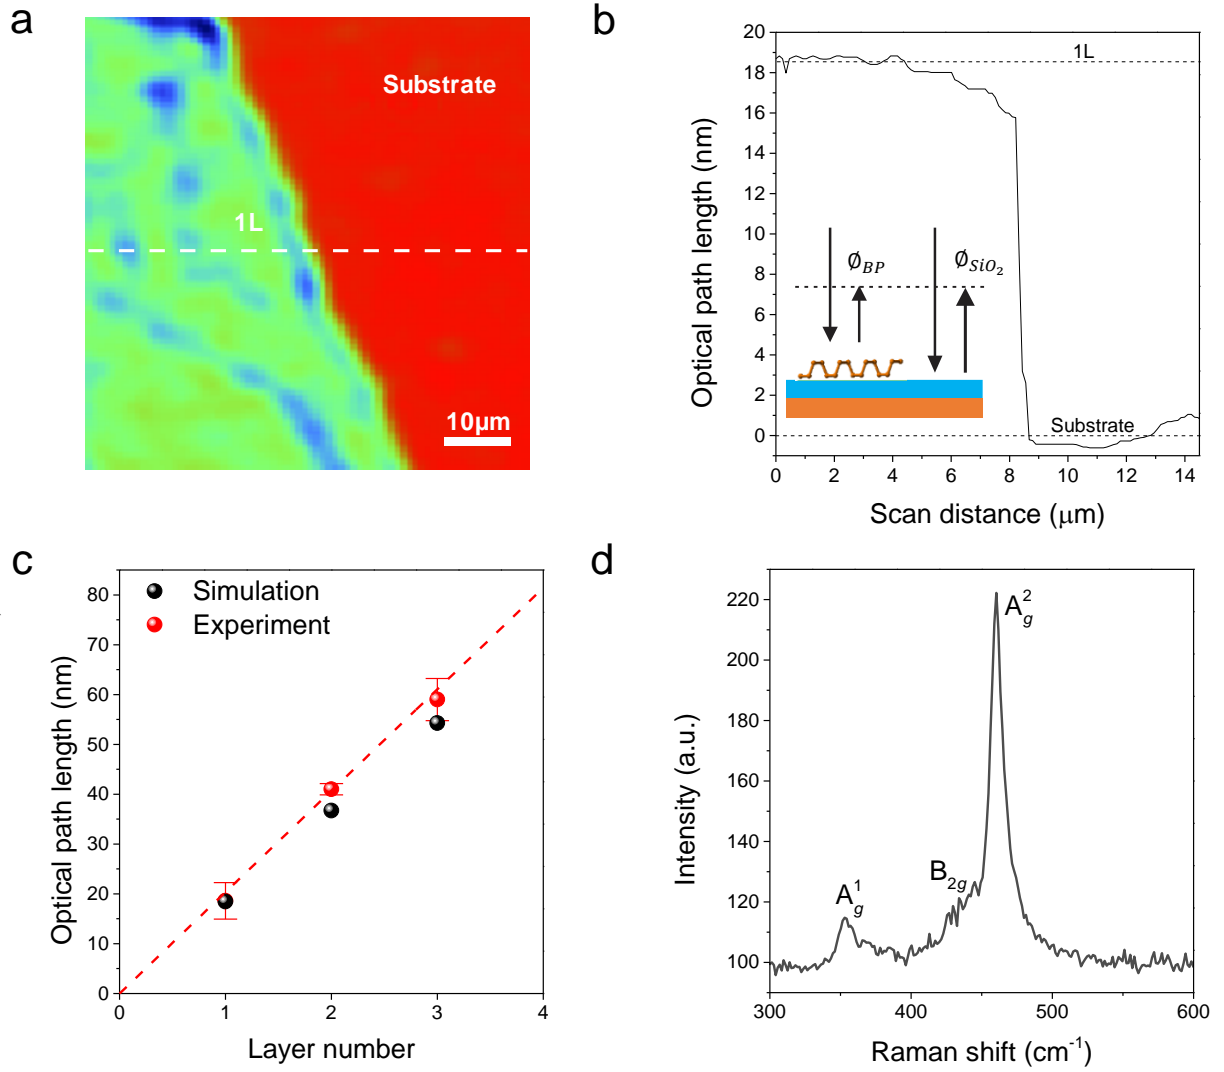 a
Substrate
1L
10μm
b
20
18
16
14
12
10
8
6
4
2
0
Optical path length (nm)
1L
Substrate
∅BP
∅SiO₂
0 2 4 6 8 10 12 14
Scan distance (μm)
c
Simulation
Experiment
80
70
60
50
40
30
20
10
0
Optical path length (nm)
0 1 2 3 4
Layer number
d
220
200
180
160
140
120
100
Intensity (a.u.)
A²g
B2g
A¹g
300 400 500 600
Raman shift (cm⁻¹)